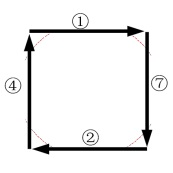 ①
④ ⑦
②